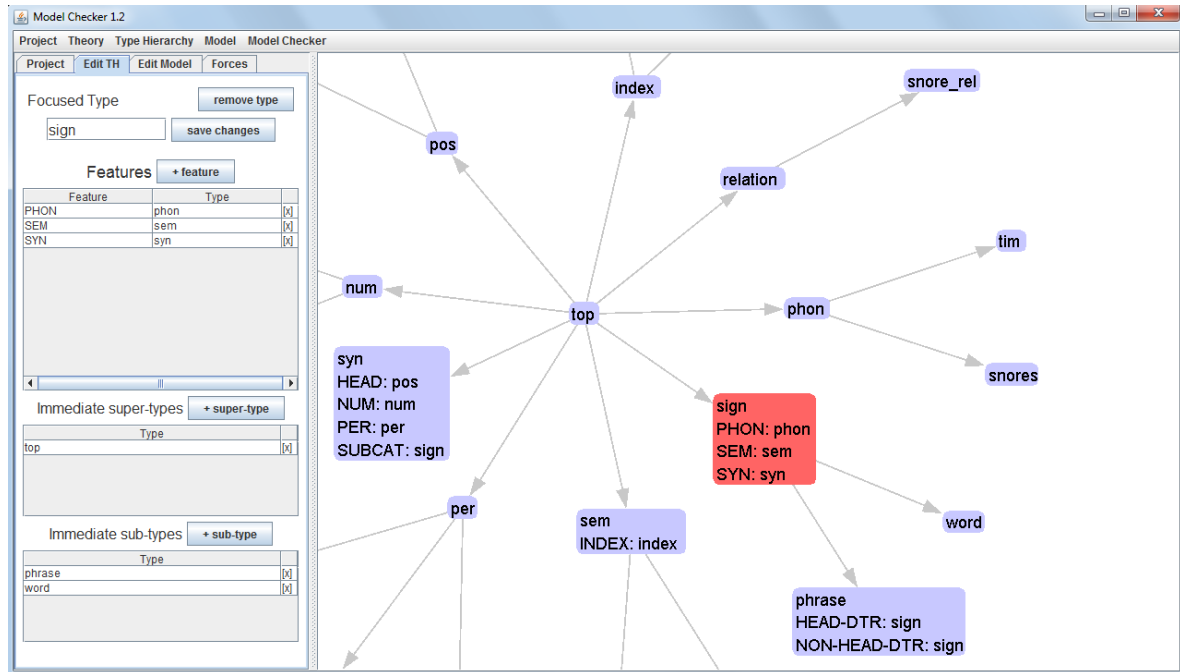 Model Checker 1.2
Project Theory Type Hierarchy Model Model Checker
Project Edit TH Edit Model Forces
Focused Type remove type
sign save changes
Features + feature
Feature Type
PHON phon [x]
SEM sem [x]
SYN syn [x]
Immediate super-types + super-type
Type
top [x]
Immediate sub-types + sub-type
Type
phrase [x]
word [x]
index
snore_rel
pos
relation
tim
num
top
phon
syn
HEAD: pos
NUM: num
PER: per
SUBCAT: sign
snores
sign
PHON: phon
SEM: sem
SYN: syn
per
sem
INDEX: index
word
phrase
HEAD-DTR: sign
NON-HEAD-DTR: sign